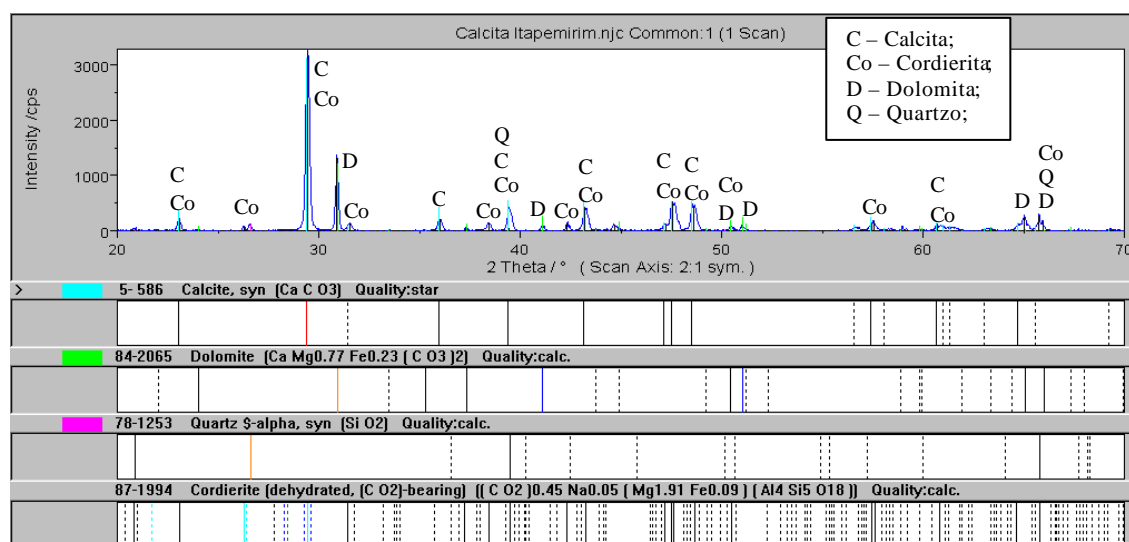 Calcita Itapemirim.njc Common:1 (1 Scan)
C – Calcita;
Co – Cordierita;
D – Dolomita;
Q – Quartzo;
Intensity /cps
3000
2000
1000
0
C
Co
Co
C
Co
D
Co
C
Co
Q
C
Co
D
Co
C
Co
C
Co
C
Co
Co
D
D
Co
C
Co
D
Co
Q
D
20 30 40 50 60 70
2 Theta / ° ( Scan Axis: 2:1 sym. )
> 5- 586 Calcite, syn (Ca C O3) Quality:star
84-2065 Dolomite (Ca Mg0.77 Fe0.23 ( C O3 )2) Quality:calc.
78-1253 Quartz $-alpha, syn (Si O2) Quality:calc.
87-1994 Cordierite (dehydrated, (C O2)-bearing) (( C O2 )0.45 Na0.05 ( Mg1.91 Fe0.09 ) ( Al4 Si5 O18 )) Quality:calc.